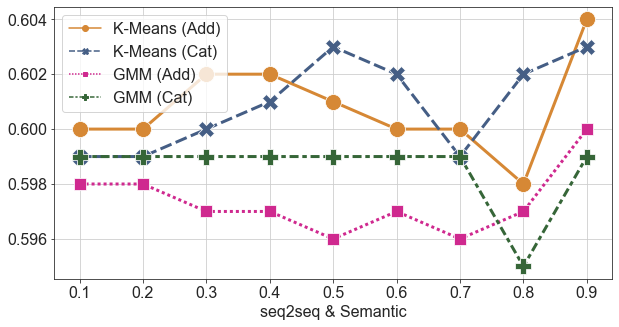 0.604
0.602
0.600
0.598
0.596
K-Means (Add)
K-Means (Cat)
GMM (Add)
GMM (Cat)
0.1 0.2 0.3 0.4 0.5 0.6 0.7 0.8 0.9
seq2seq & Semantic